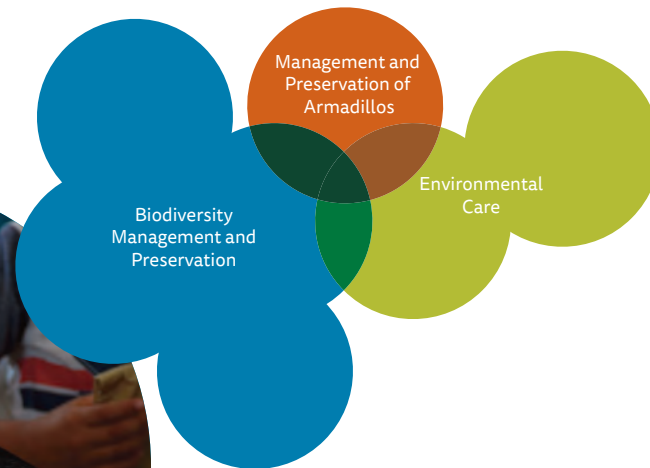 Management and
Preservation of
Armadillos
Environmental
Care
Biodiversity
Management and
Preservation